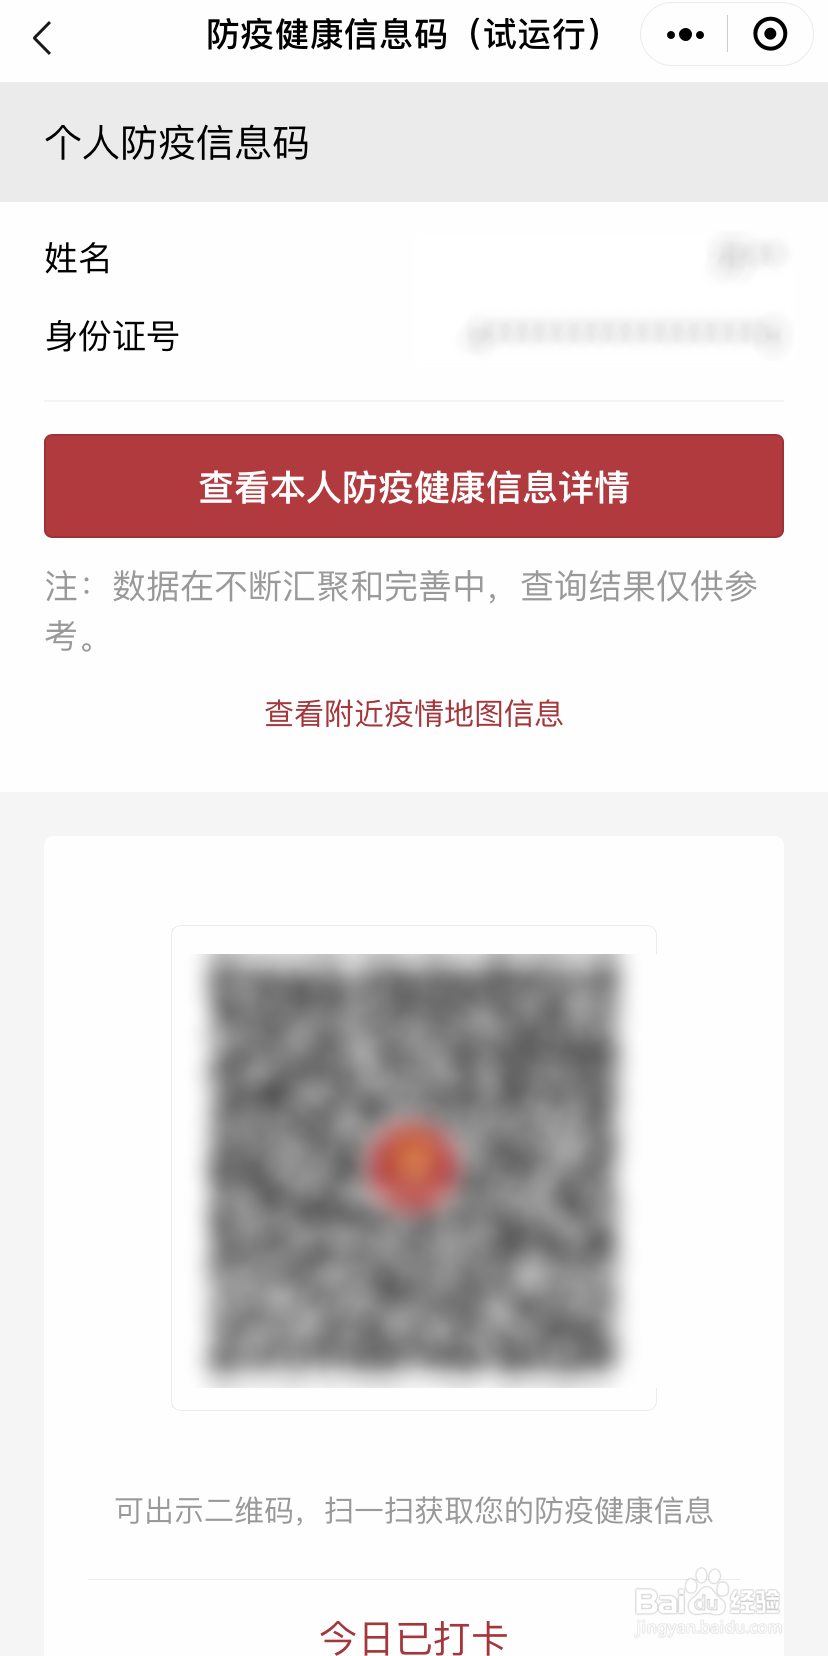 防疫健康信息码（试运行）
个人防疫信息码
姓名
身份证号
查看本人防疫健康信息详情
注：数据在不断汇聚和完善中，查询结果仅供参
考。
查看附近疫情地图信息
可出示二维码，扫一扫获取您的防疫健康信息
今日已打卡
Baidu经验
jingyan.baidu.com